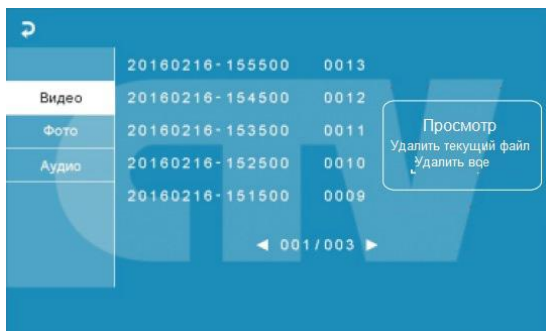 20160216-155500 0013
Видео
20160216-154500 0012
Фото
20160216-153500 0011
Аудио
20160216-152500 0010
20160216-151500 0009
001/003
Просмотр
Удалить текущий файл
Удалить все
CTV